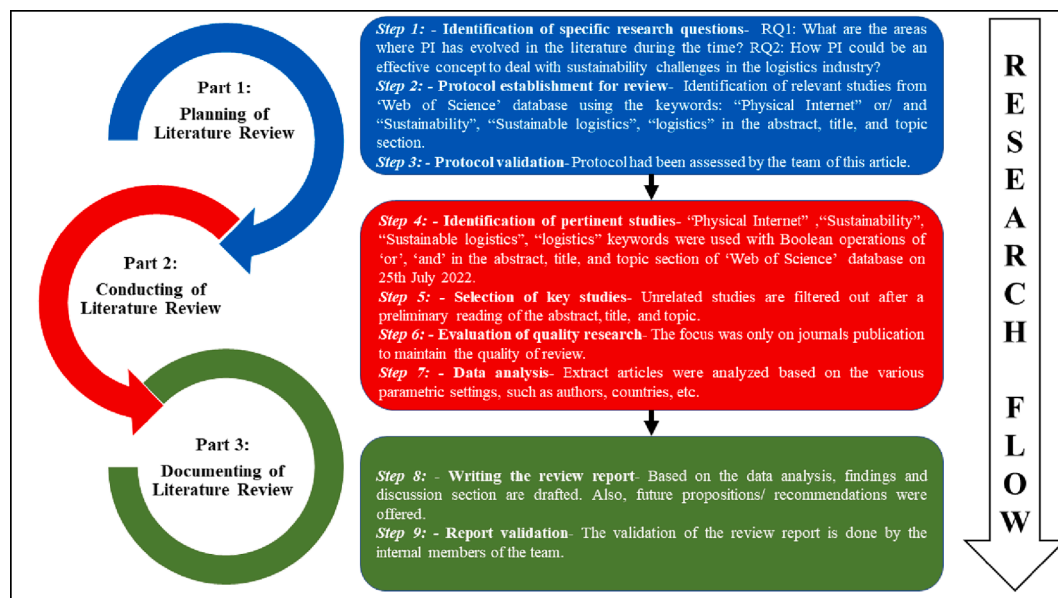 Part 1:
Planning of
Literature Review
Step 1: - Identification of specific research questions- RQ1: What are the areas
where PI has evolved in the literature during the time? RQ2: How PI could be an
effective concept to deal with sustainability challenges in the logistics industry?
Step 2: - Protocol establishment for review- Identification of relevant studies from
‘Web of Science’ database using the keywords: “Physical Internet” or/ and
“Sustainability”, “Sustainable logistics”, “logistics” in the abstract, title, and topic
section.
Step 3: - Protocol validation- Protocol had been assessed by the team of this article.
Part 2:
Conducting of
Literature Review
Step 4: - Identification of pertinent studies- “Physical Internet” ,“Sustainability”,
“Sustainable logistics”, “logistics” keywords were used with Boolean operations of
‘or’, ‘and’ in the abstract, title, and topic section of ‘Web of Science’ database on
25th July 2022.
Step 5: - Selection of key studies- Unrelated studies are filtered out after a
preliminary reading of the abstract, title, and topic.
Step 6: - Evaluation of quality research- The focus was only on journals publication
to maintain the quality of review.
Step 7: - Data analysis- Extract articles were analyzed based on the various
parametric settings, such as authors, countries, etc.
Part 3:
Documenting of
Literature Review
Step 8: - Writing the review report- Based on the data analysis, findings and
discussion section are drafted. Also, future propositions/ recommendations were
offered.
Step 9: - Report validation- The validation of the review report is done by the
internal members of the team.
RESEARCH FLOW